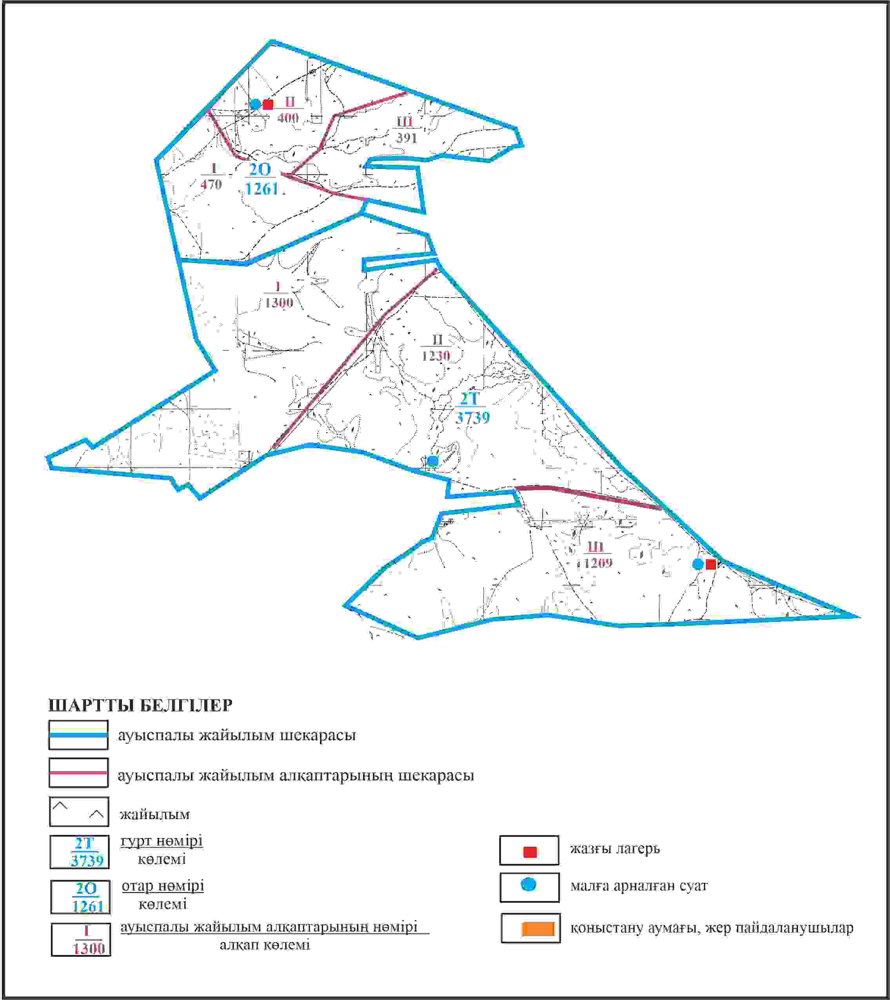 II
400
III
391
I
470
2О
1261
I
1300
II
1230
2Т
3739
III
1209
ШАРТТЫ БЕЛГІЛЕР
ауыспалы жайылым шекарасы
ауыспалы жайылым алқаптарының шекарасы
жайылым
2Т
3739
гурт нөмірі
көлемі
2О
1261
отар нөмірі
көлемі
I
1300
ауыспалы жайылым алқаптарының нөмірі
алқап көлемі
жазғы лагерь
малға арналған суат
қоныстану аумағы, жер пайдаланушылар